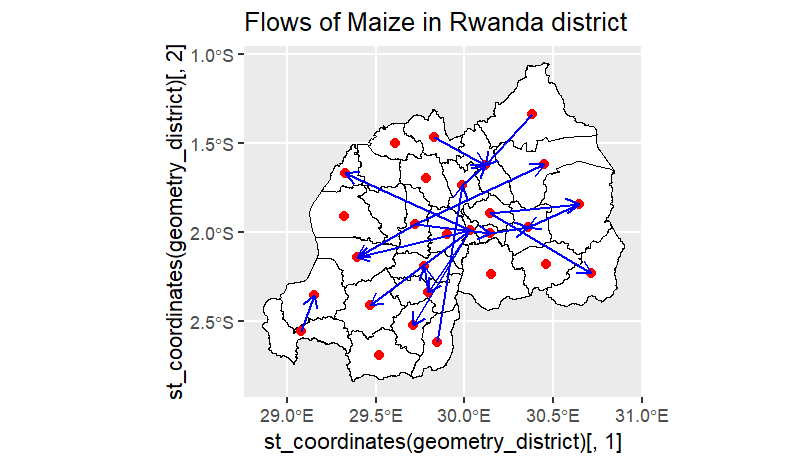 Flows of Maize in Rwanda district
st_coordinates(geometry_district)[, 2]
1.0°S
1.5°S
2.0°S
2.5°S
29.0°E 29.5°E 30.0°E 30.5°E 31.0°E
st_coordinates(geometry_district)[, 1]